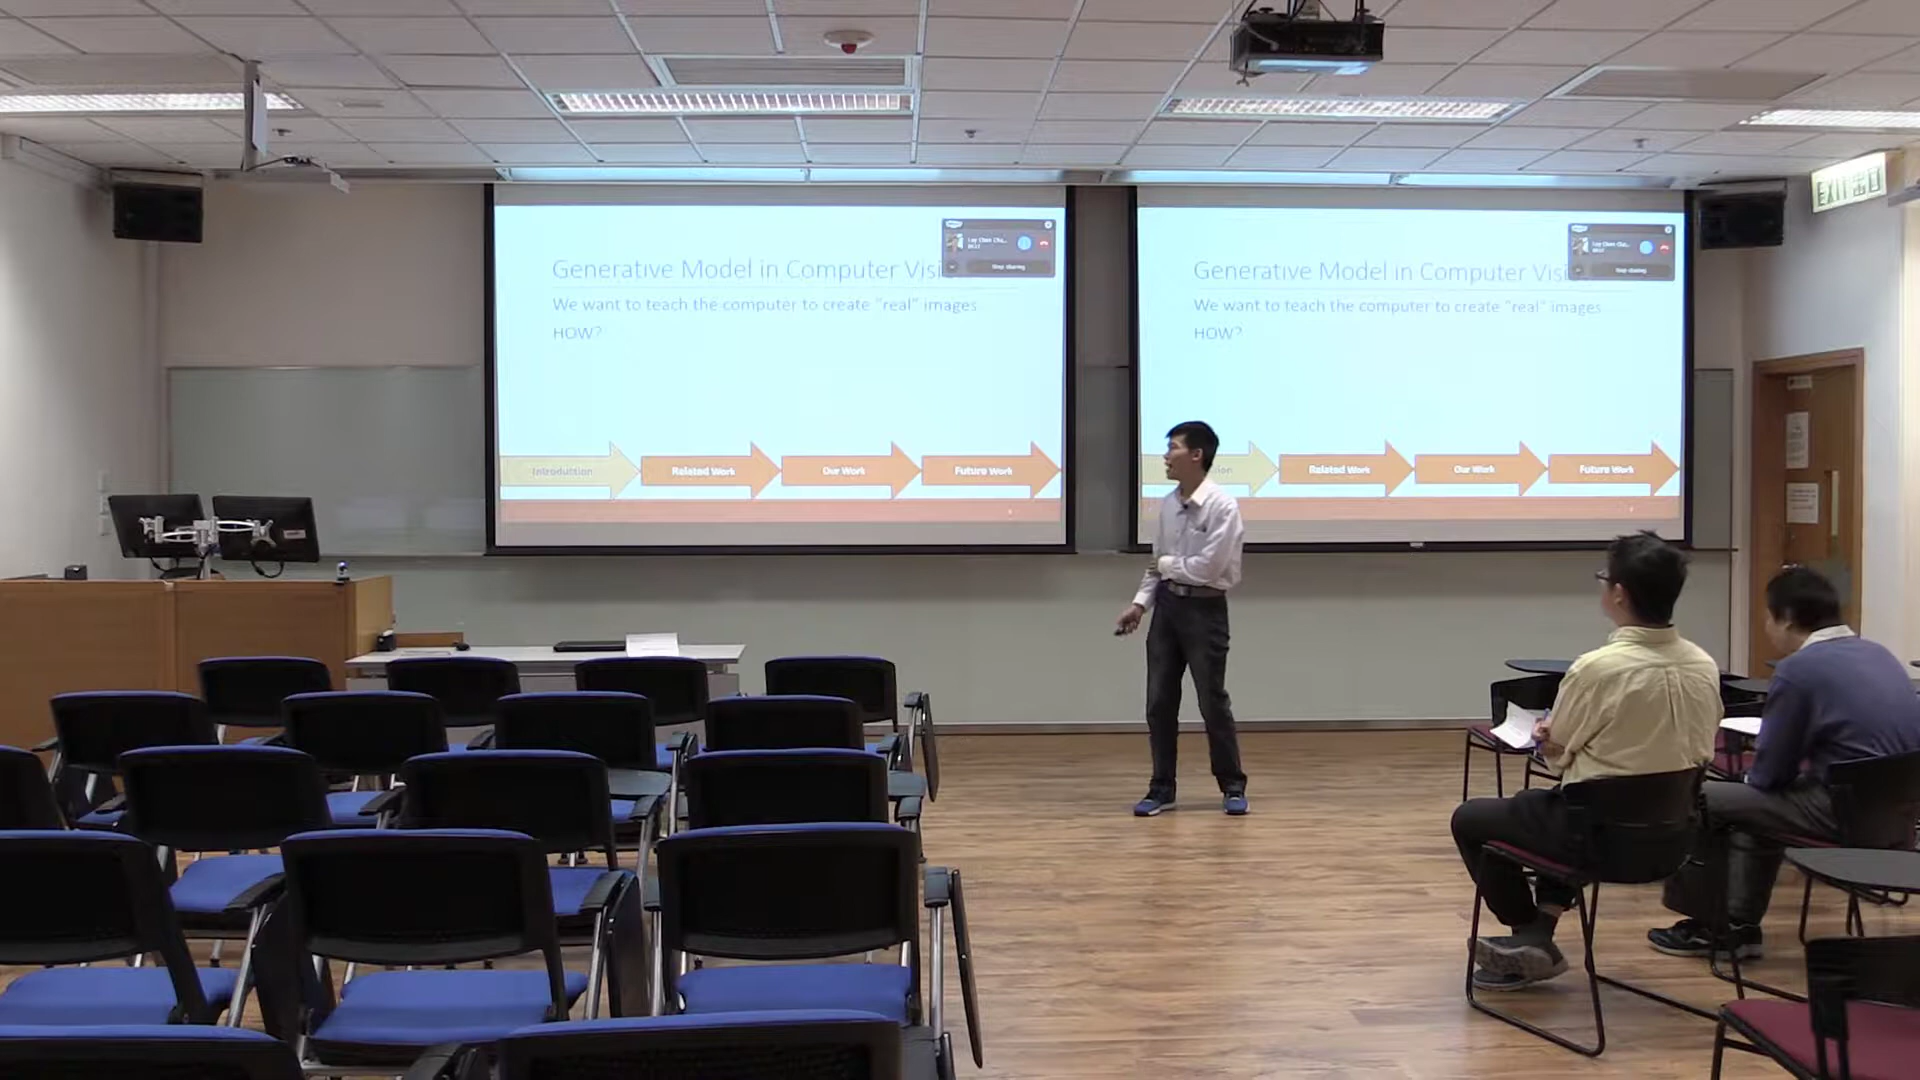 EXIT 出口
Generative Model in Computer Visi
We want to teach the computer to create "real" images
HOW?
Stop sharing
Introduction
Related Work
Our Work
Future Work
Generative Model in Computer Visi
We want to teach the computer to create "real" images
HOW?
Stop sharing
Related Work
Our Work
Future Work